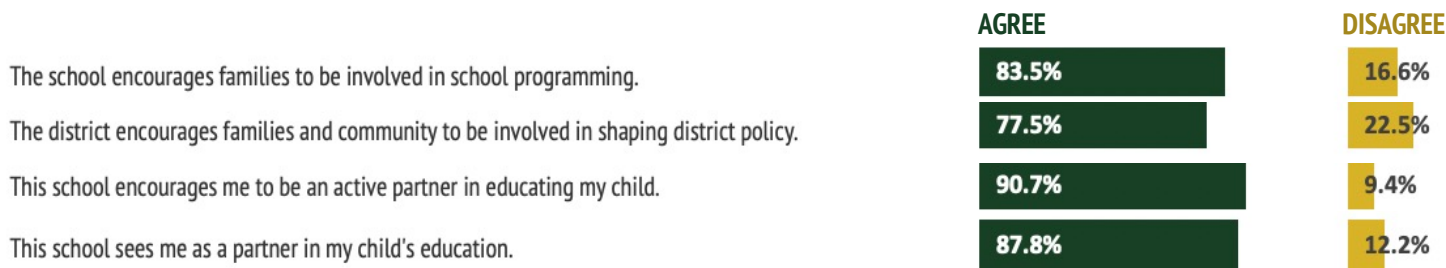 AGREE DISAGREE
The school encourages families to be involved in school programming. 83.5% 16.6%
The district encourages families and community to be involved in shaping district policy. 77.5% 22.5%
This school encourages me to be an active partner in educating my child. 90.7% 9.4%
This school sees me as a partner in my child's education. 87.8% 12.2%